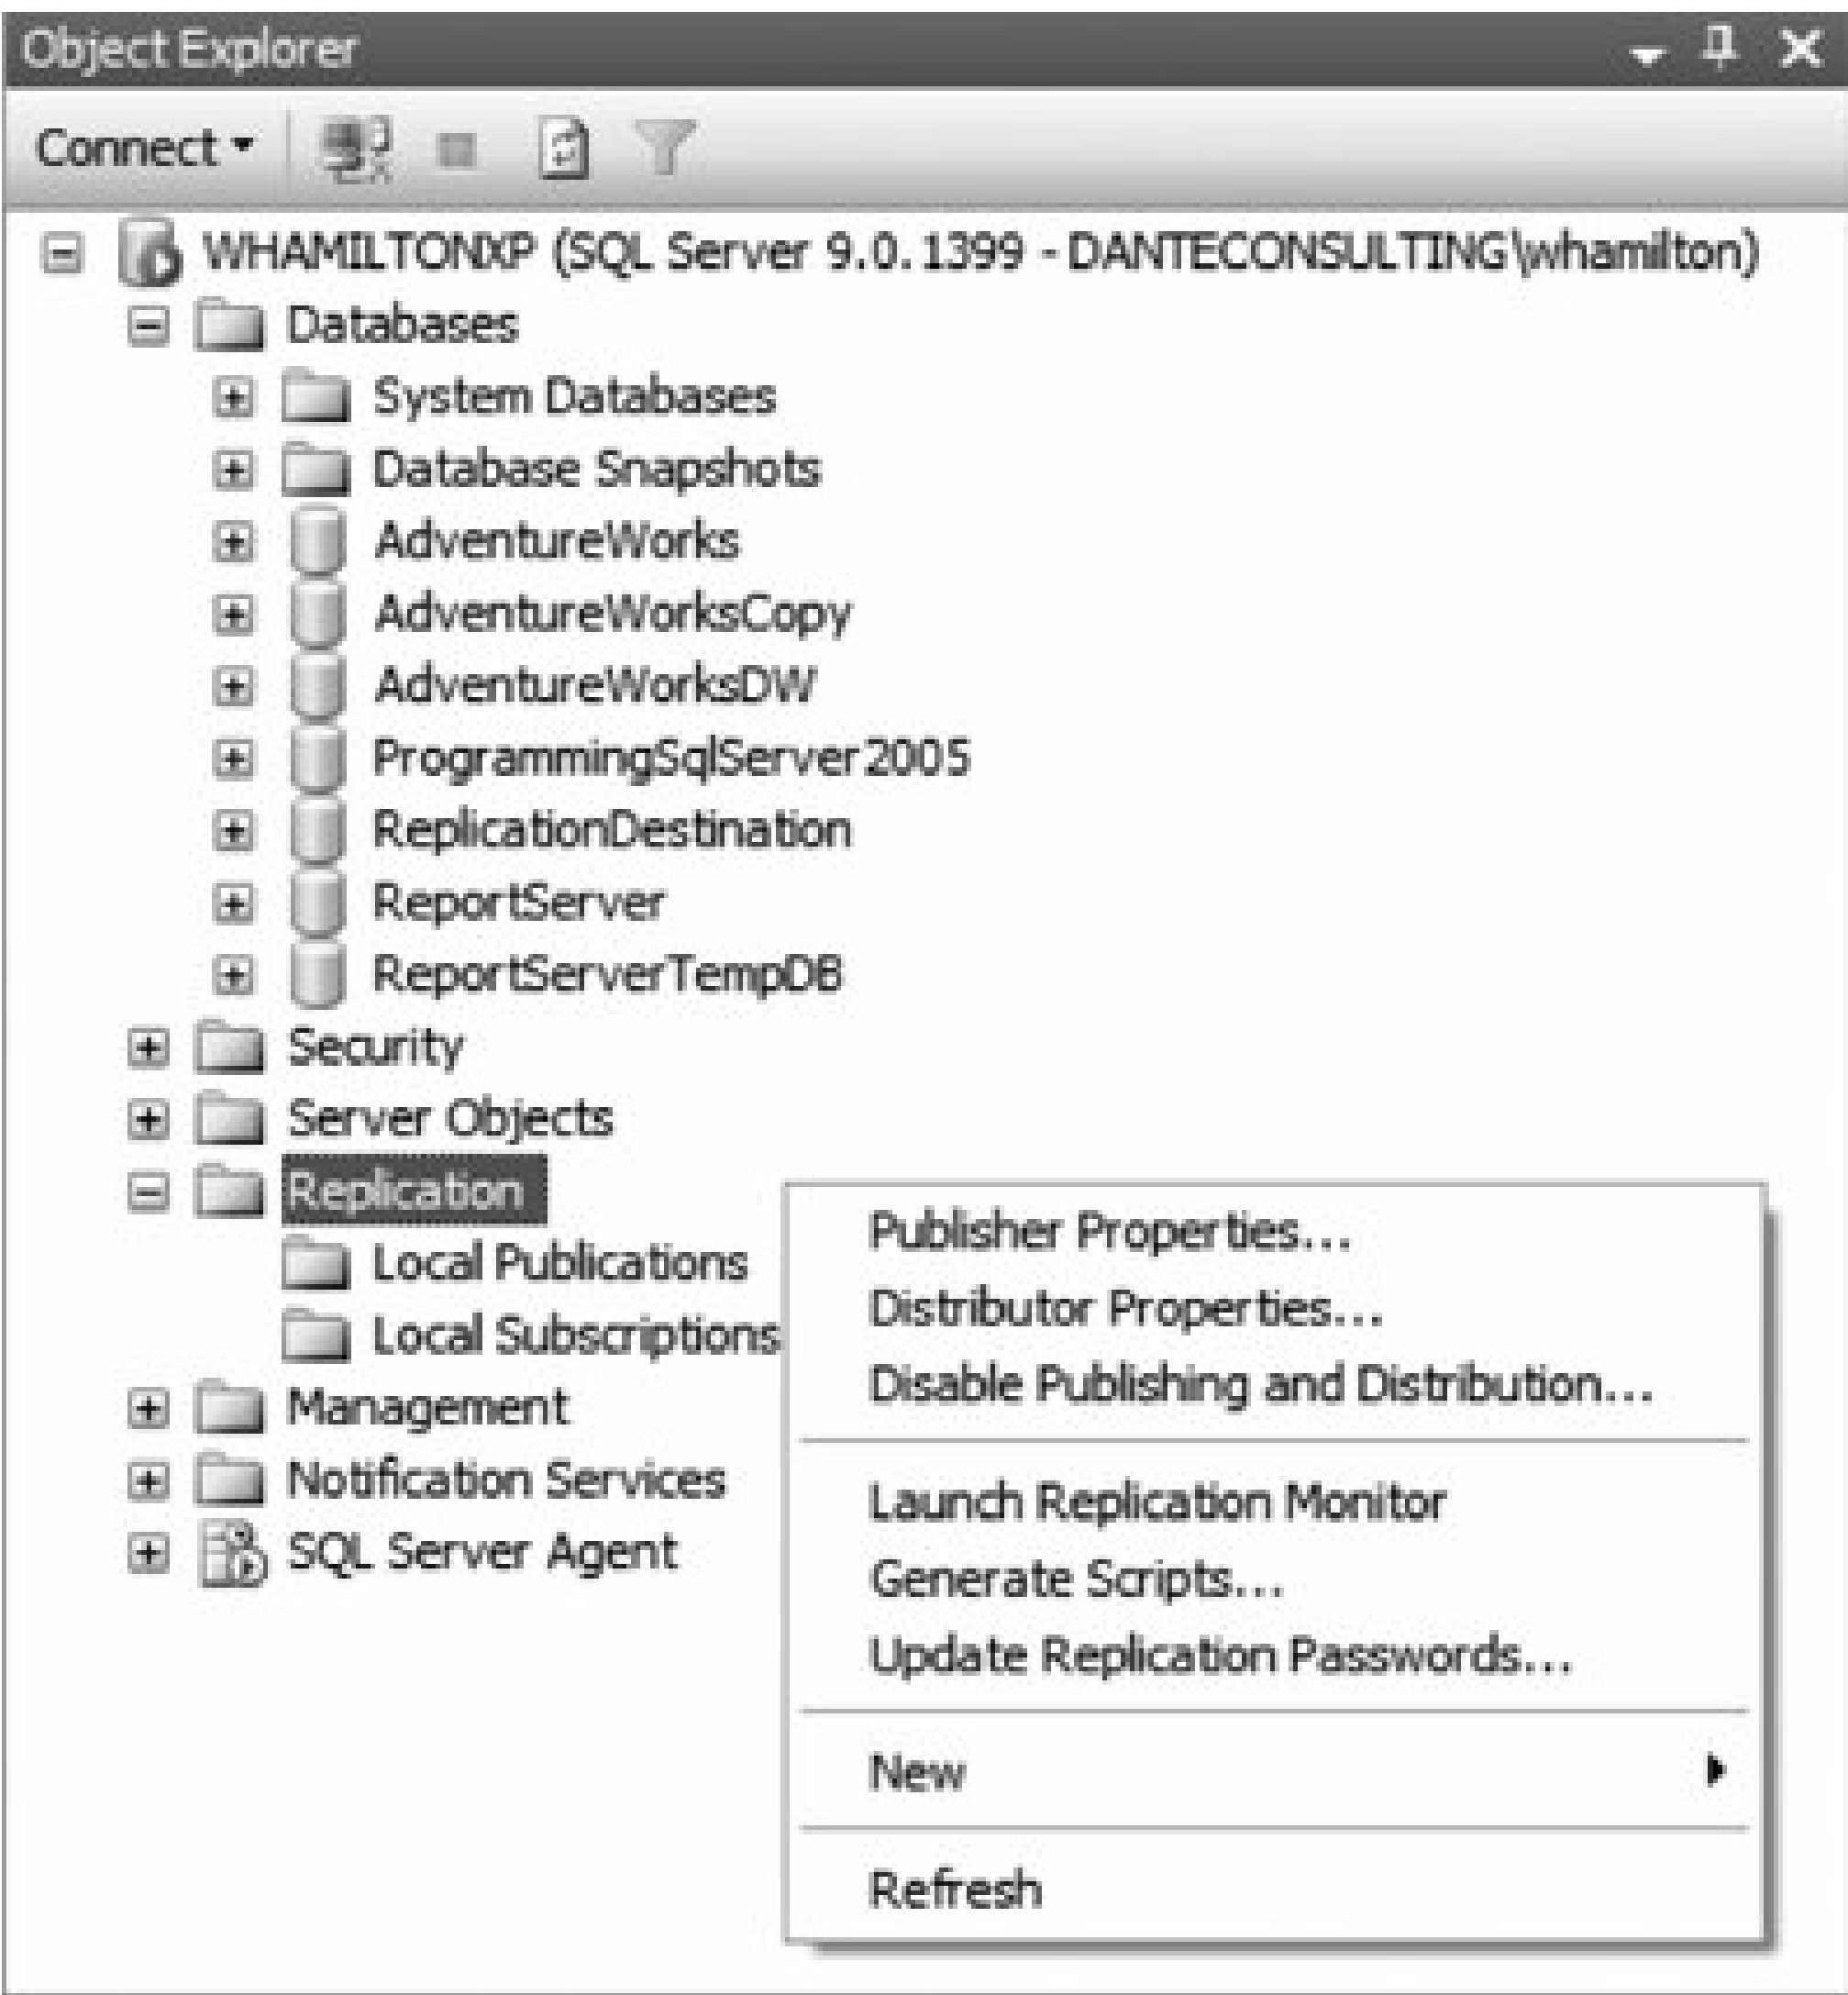 Object Explorer
Connect
WHAMILTONXP (SQL Server 9.0.1399 - DANTECONSULTING\whamilton)
Databases
System Databases
Database Snapshots
AdventureWorks
AdventureWorksCopy
AdventureWorksDW
ProgrammingSqlServer2005
ReplicationDestination
ReportServer
ReportServerTempDB
Security
Server Objects
Replication
Local Publications
Local Subscriptions
Management
Notification Services
SQL Server Agent
Publisher Properties...
Distributor Properties...
Disable Publishing and Distribution...
Launch Replication Monitor
Generate Scripts...
Update Replication Passwords...
New
Refresh